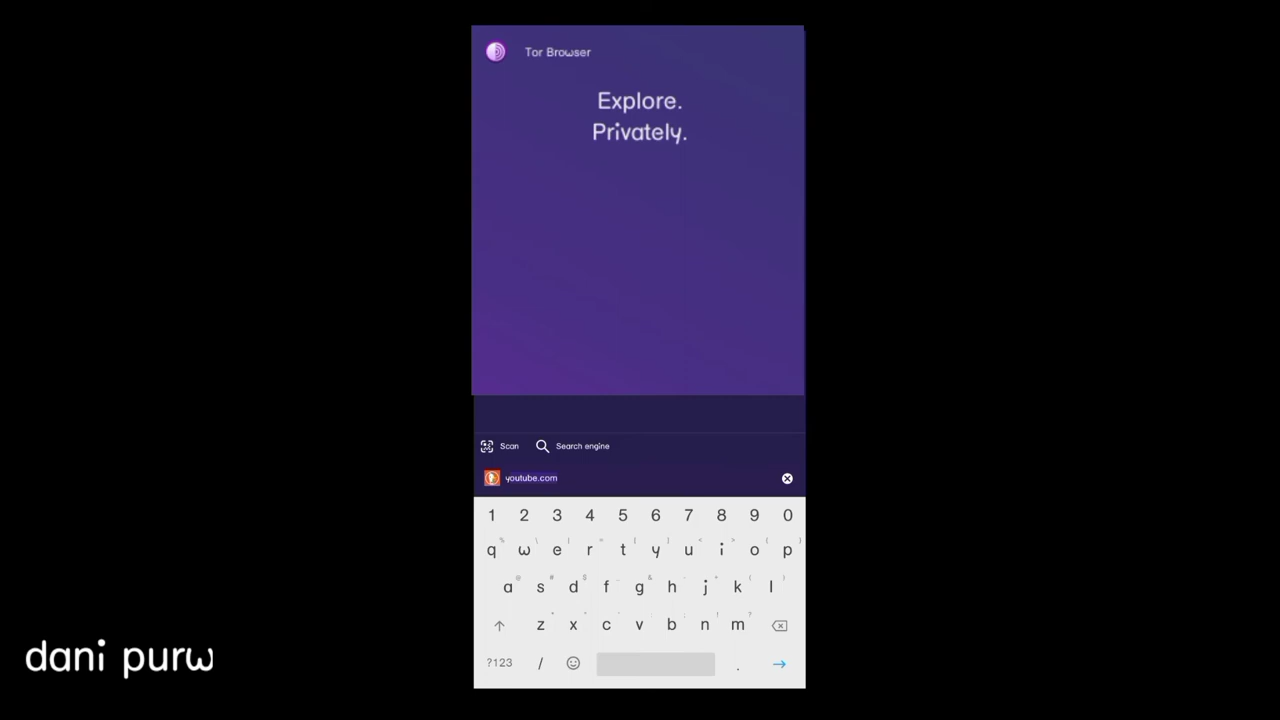 Tor Browser
Explore.
Privately.
Scan
Search engine
youtube.com
1 2 3 4 5 6 7 8 9 0
q w e r t y u i o p
a s d f g h j k l
z x c v b n m
?123 / .
dani purw